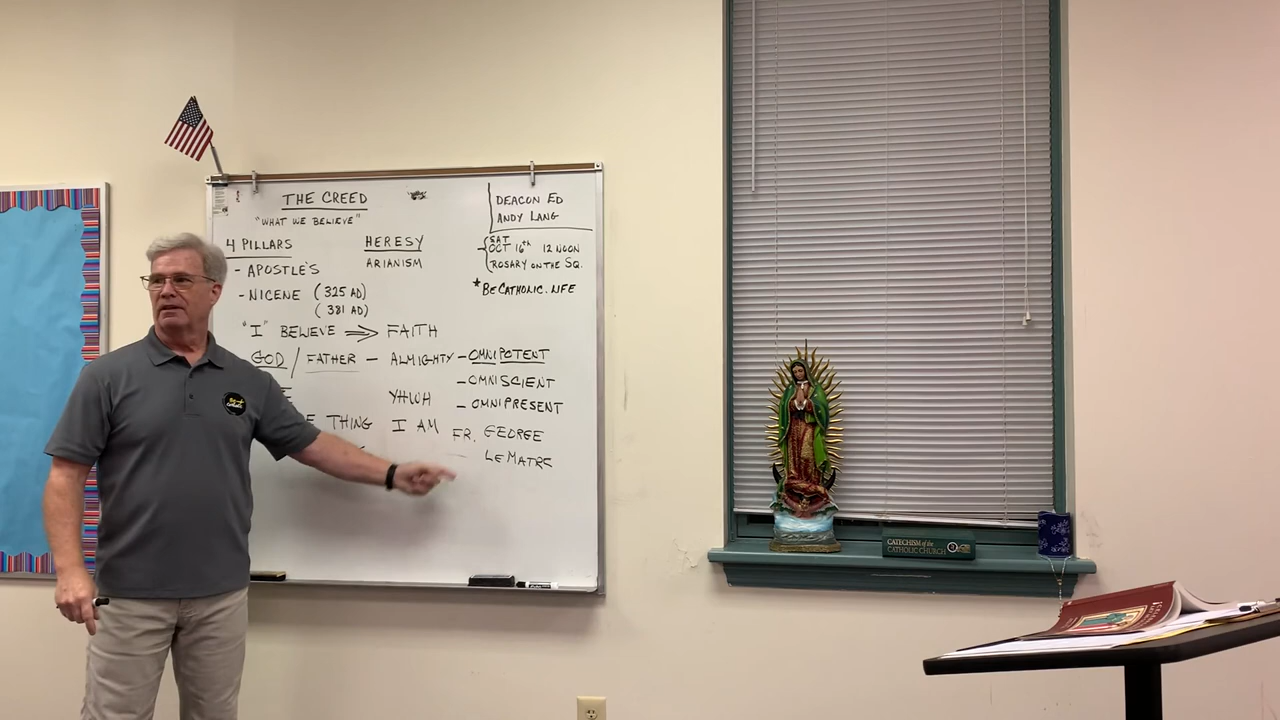 THE CREED
"WHAT WE BELIEVE"
4 PILLARS
- APOSTLE'S
- NICENE (325 AD)
(381 AD)
HERESY
ARIANISM
DEACON ED
ANDY LANG
SAT
OCT 16th 12 NOON
ROSARY ON THE SQ.
*BECATHOLIC.LIFE
"I" BELIEVE ⇒ FAITH
GOD / FATHER - ALMIGHTY - OMNIPOTENT
- OMNISCIENT
YHWH - OMNIPRESENT
THING I AM FR. GEORGE
LEMATRE
CATECHISM of the
CATHOLIC CHURCH